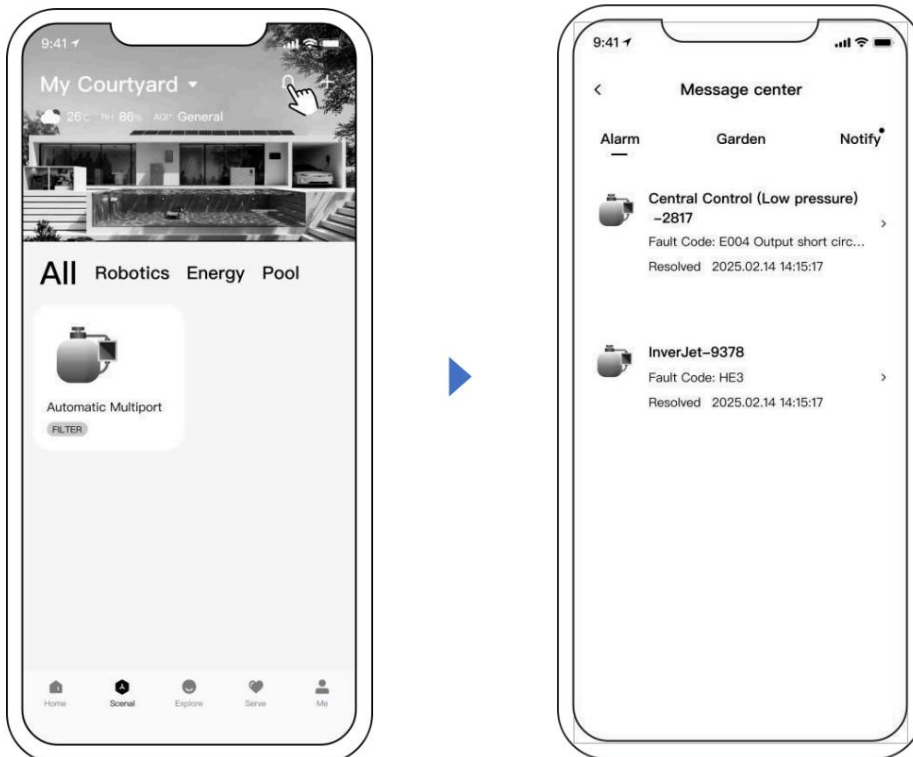 9:41
My Courtyard
26℃ RH 86% AQI* General
All Robotics Energy Pool
Automatic Multiport
FILTER
Home Scenal Explore Serve Me
9:41
Message center
Alarm Garden Notify
Central Control (Low pressure)
-2817
Fault Code: E004 Output short circ...
Resolved 2025.02.14 14:15:17
InverJet-9378
Fault Code: HE3
Resolved 2025.02.14 14:15:17